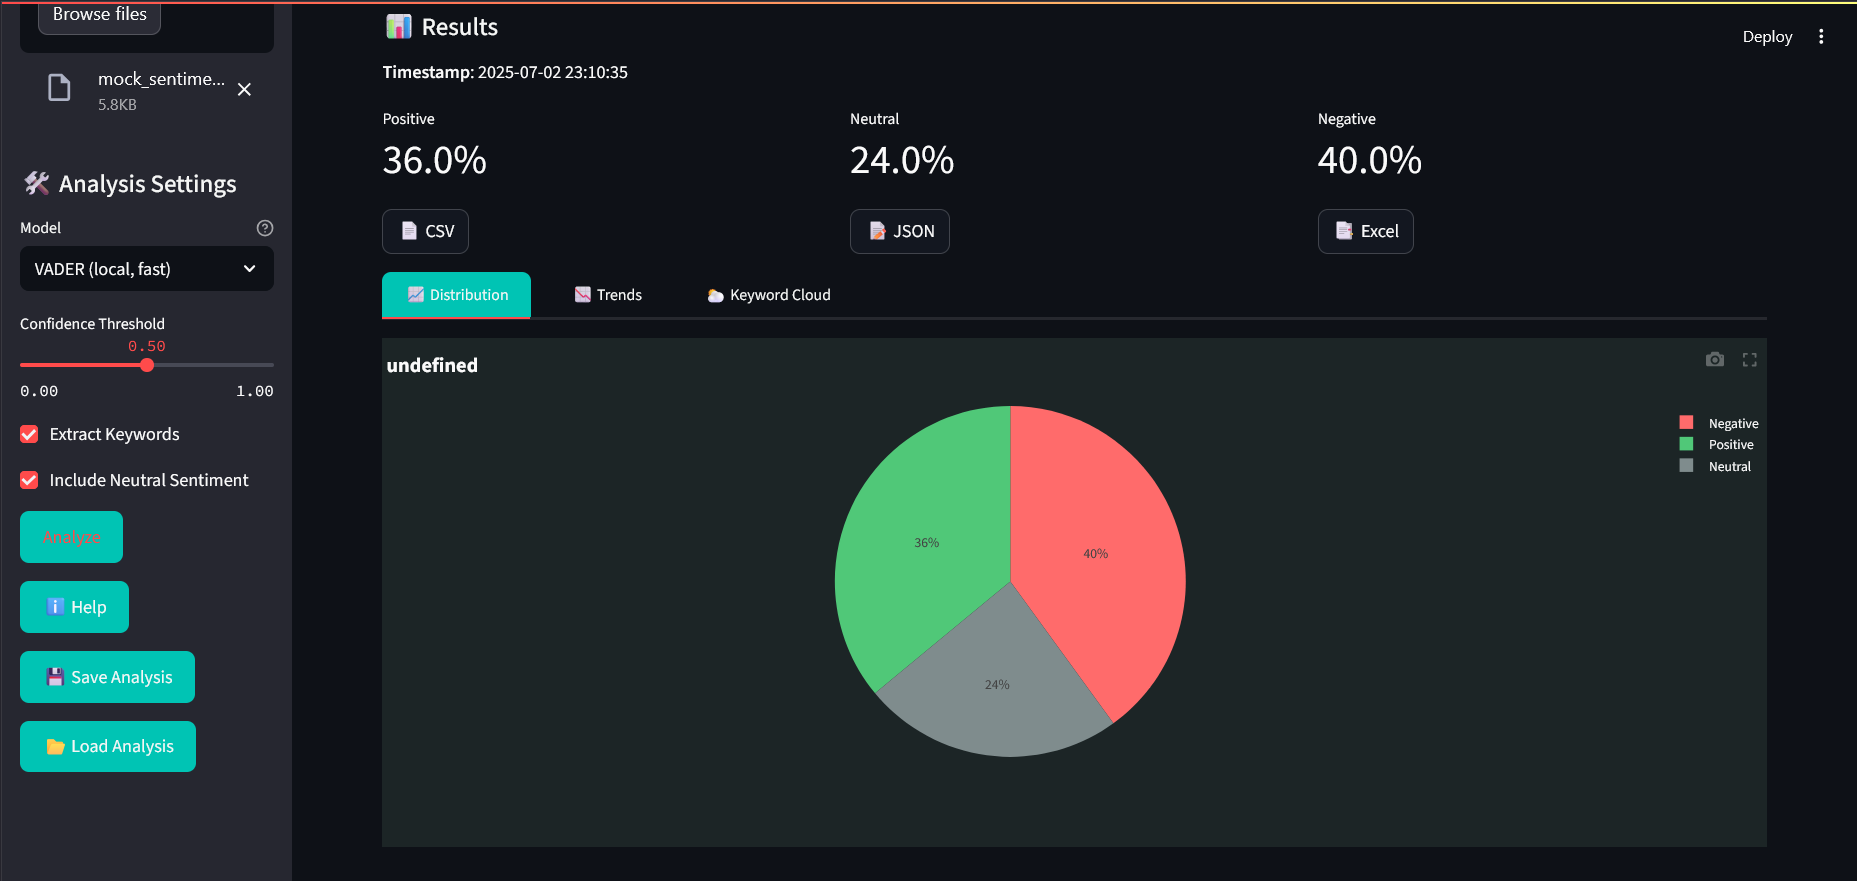 Browse files
mock_sentime...
5.8KB
Analysis Settings
Model
VADER (local, fast)
Confidence Threshold
0.50
0.00 1.00
Extract Keywords
Include Neutral Sentiment
Analyze
Help
Save Analysis
Load Analysis
Deploy
Results
Timestamp: 2025-07-02 23:10:35
Positive Neutral Negative
36.0% 24.0% 40.0%
CSV JSON Excel
Distribution Trends Keyword Cloud
undefined
Negative
Positive
Neutral
36%
40%
24%